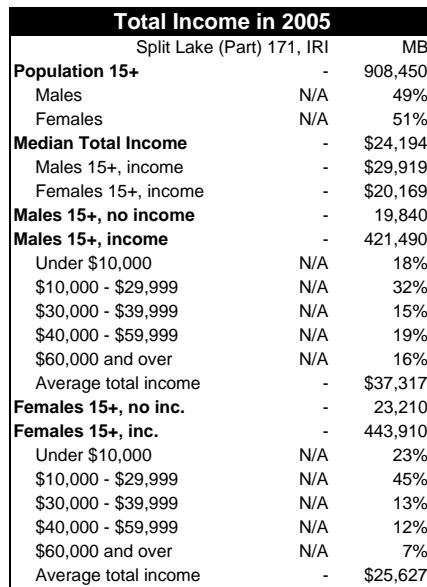 Total Income in 2005
Split Lake (Part) 171, IRI MB
Population 15+ - 908,450
Males N/A 49%
Females N/A 51%
Median Total Income - $24,194
Males 15+, income - $29,919
Females 15+, income - $20,169
Males 15+, no income - 19,840
Males 15+, income - 421,490
Under $10,000 N/A 18%
$10,000 - $29,999 N/A 32%
$30,000 - $39,999 N/A 15%
$40,000 - $59,999 N/A 19%
$60,000 and over N/A 16%
Average total income - $37,317
Females 15+, no inc. - 23,210
Females 15+, inc. - 443,910
Under $10,000 N/A 23%
$10,000 - $29,999 N/A 45%
$30,000 - $39,999 N/A 13%
$40,000 - $59,999 N/A 12%
$60,000 and over N/A 7%
Average total income - $25,627